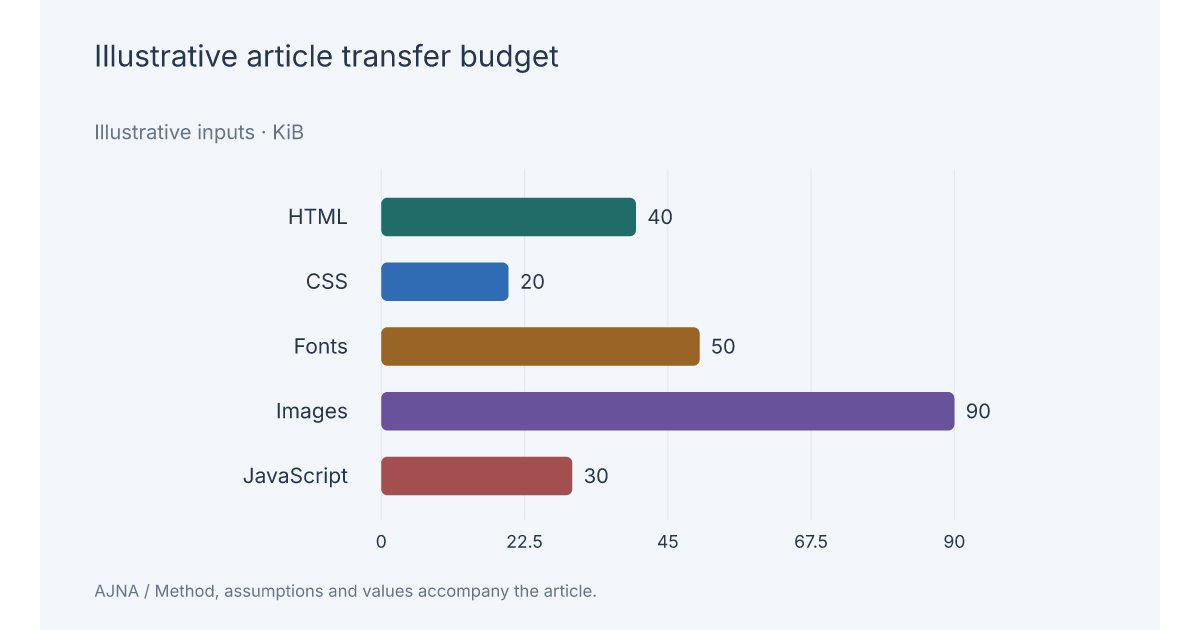 Illustrative article transfer budget
Illustrative inputs · KiB
HTML 40
CSS 20
Fonts 50
Images 90
JavaScript 30
0 22.5 45 67.5 90
AJNA / Method, assumptions and values accompany the article.